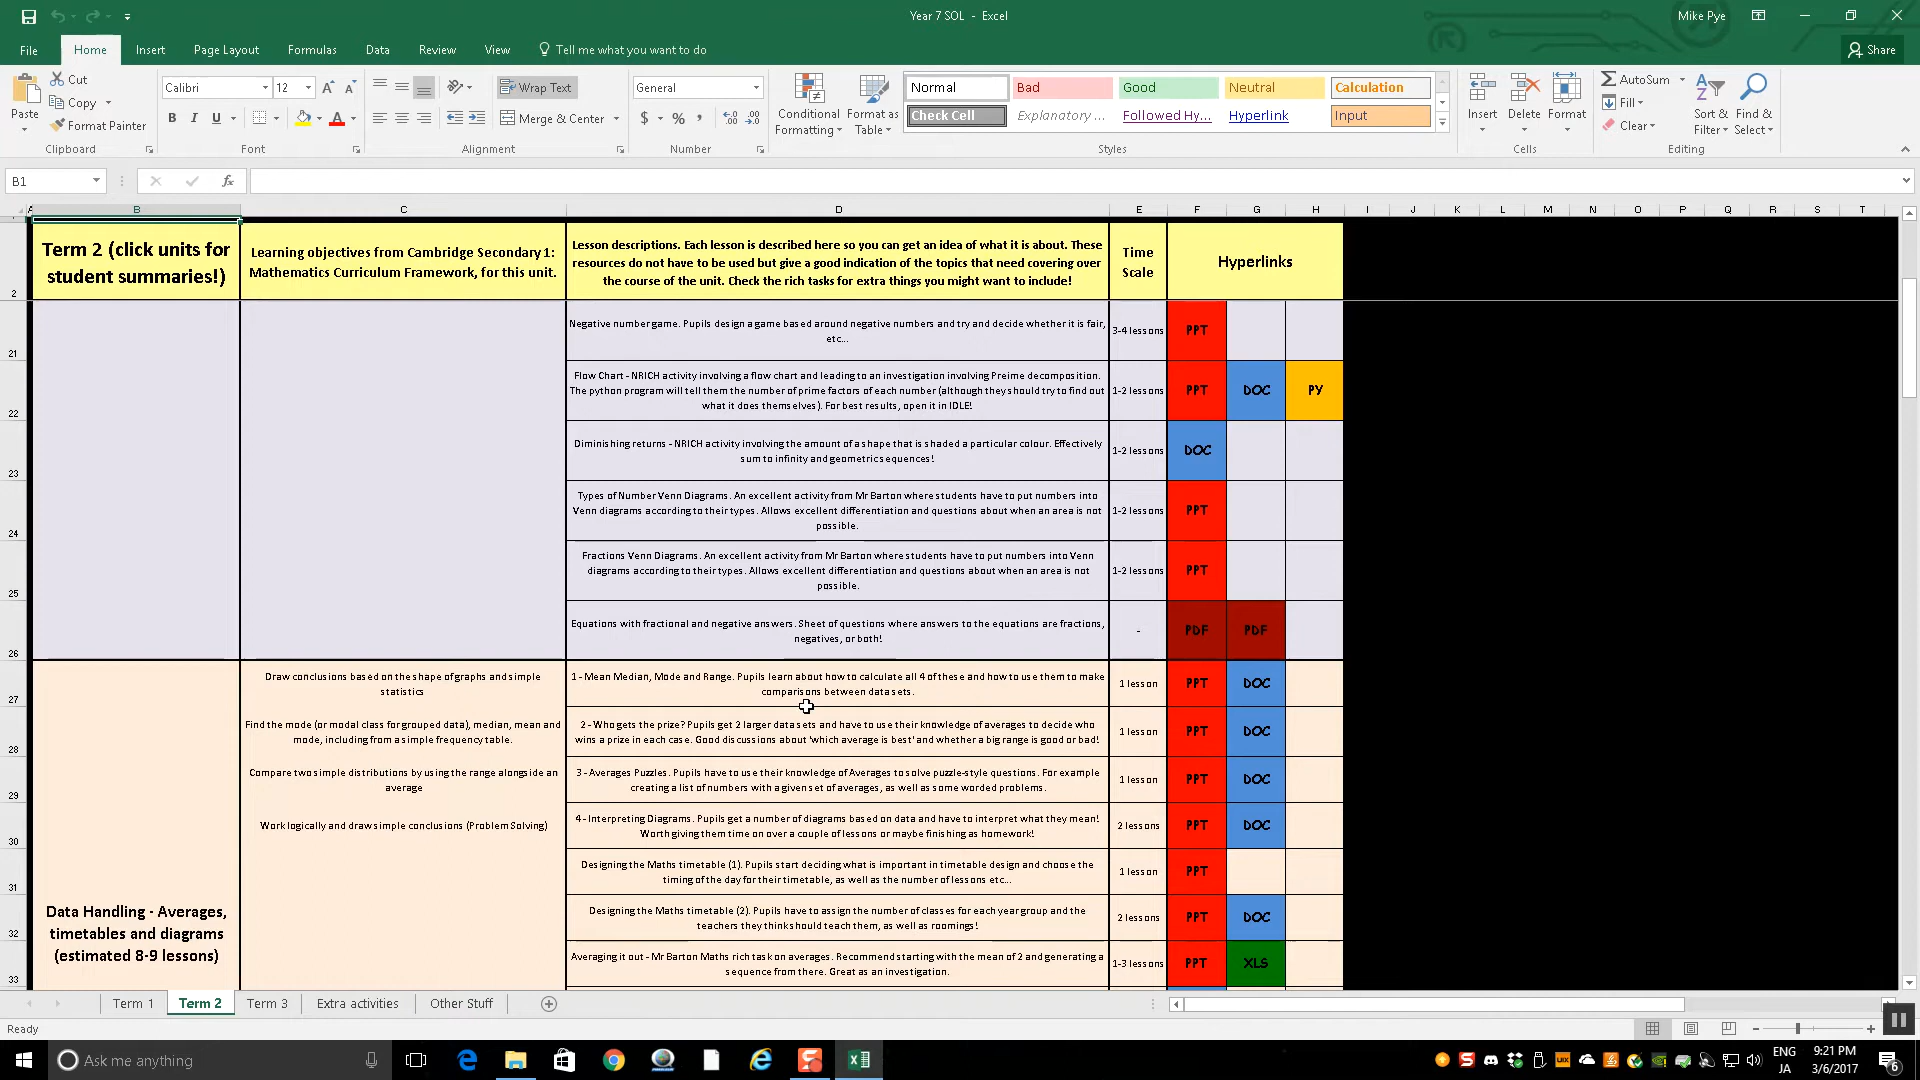 Year 7 SOL - Excel
Mike Pye
File
Home
Insert
Page Layout
Formulas
Data
Review
View
Tell me what you want to do
Share
Paste
Cut
Copy
Format Painter
Clipboard
Calibri
12
B I U
Font
Wrap Text
Merge & Center
Alignment
General
$ % ,
Number
Conditional Formatting
Format as Table
Normal
Bad
Good
Neutral
Calculation
Check Cell
Explanatory ...
Followed Hy...
Hyperlink
Input
Styles
Insert
Delete
Format
Cells
AutoSum
Fill
Clear
Sort & Filter
Find & Select
Editing
B1
fx
A B C D E F G H I J K L M N O P Q R S T
2
Term 2 (click units for
student summaries!)
Learning objectives from Cambridge Secondary 1:
Mathematics Curriculum Framework, for this unit.
Lesson descriptions. Each lesson is described here so you can get an idea of what it is about. These
resources do not have to be used but give a good indication of the topics that need covering over
the course of the unit. Check the rich tasks for extra things you might want to include!
Time
Scale
Hyperlinks
21
Negative number game. Pupils design a game based around negative numbers and try and decide whether it is fair,
etc...
3-4 lessons
PPT
22
Flow Chart - NRICH activity involving a flow chart and leading to an investigation involving Preime decomposition.
The python program will tell them the number of prime factors of each number (although they should try to find out
what it does themselves). For best results, open it in IDLE!
1-2 lessons
PPT
DOC
PY
23
Diminishing returns - NRICH activity involving the amount of a shape that is shaded a particular colour. Effectively
sum to infinity and geometric sequences!
1-2 lessons
DOC
24
Types of Number Venn Diagrams. An excellent activity from Mr Barton where students have to put numbers into
Venn diagrams according to their types. Allows excellent differentiation and questions about when an area is not
possible.
1-2 lessons
PPT
25
Fractions Venn Diagrams. An excellent activity from Mr Barton where students have to put numbers into Venn
diagrams according to their types. Allows excellent differentiation and questions about when an area is not
possible.
1-2 lessons
PPT
26
Equations with fractional and negative answers. Sheet of questions where answers to the equations are fractions,
negatives, or both!
-
PDF
PDF
27
Draw conclusions based on the shape of graphs and simple
statistics
1 - Mean Median, Mode and Range. Pupils learn about how to calculate all 4 of these and how to use them to make
comparisons between data sets.
1 lesson
PPT
DOC
28
Find the mode (or modal class for grouped data), median, mean and
mode, including from a simple frequency table.
2 - Who gets the prize? Pupils get 2 larger data sets and have to use their knowledge of averages to decide who
wins a prize in each case. Good discussions about 'which average is best' and whether a big range is good or bad!
1 lesson
PPT
DOC
29
Compare two simple distributions by using the range alongside an
average
3 - Averages Puzzles. Pupils have to use their knowledge of Averages to solve puzzle-style questions. For example
creating a list of numbers with a given set of averages, as well as some worded problems.
1 lesson
PPT
DOC
30
Work logically and draw simple conclusions (Problem Solving)
4 - Interpreting Diagrams. Pupils get a number of diagrams based on data and have to interpret what they mean!
Worth giving them time on over a couple of lessons or maybe finishing as homework!
2 lessons
PPT
DOC
31
Designing the Maths timetable (1). Pupils start deciding what is important in timetable design and choose the
timing of the day for their timetable, as well as the number of lessons etc...
1 lesson
PPT
Data Handling - Averages,
timetables and diagrams
(estimated 8-9 lessons)
32
Designing the Maths timetable (2). Pupils have to assign the number of classes for each year group and the
teachers they think should teach them, as well as roomings!
2 lessons
PPT
DOC
33
Averaging it out - Mr Barton Maths rich task on averages. Recommend starting with the mean of 2 and generating a
sequence from there. Great as an investigation.
1-3 lessons
PPT
XLS
Term 1
Term 2
Term 3
Extra activities
Other Stuff
Ready
Ask me anything
ENG
JA
9:21 PM
3/6/2017
6